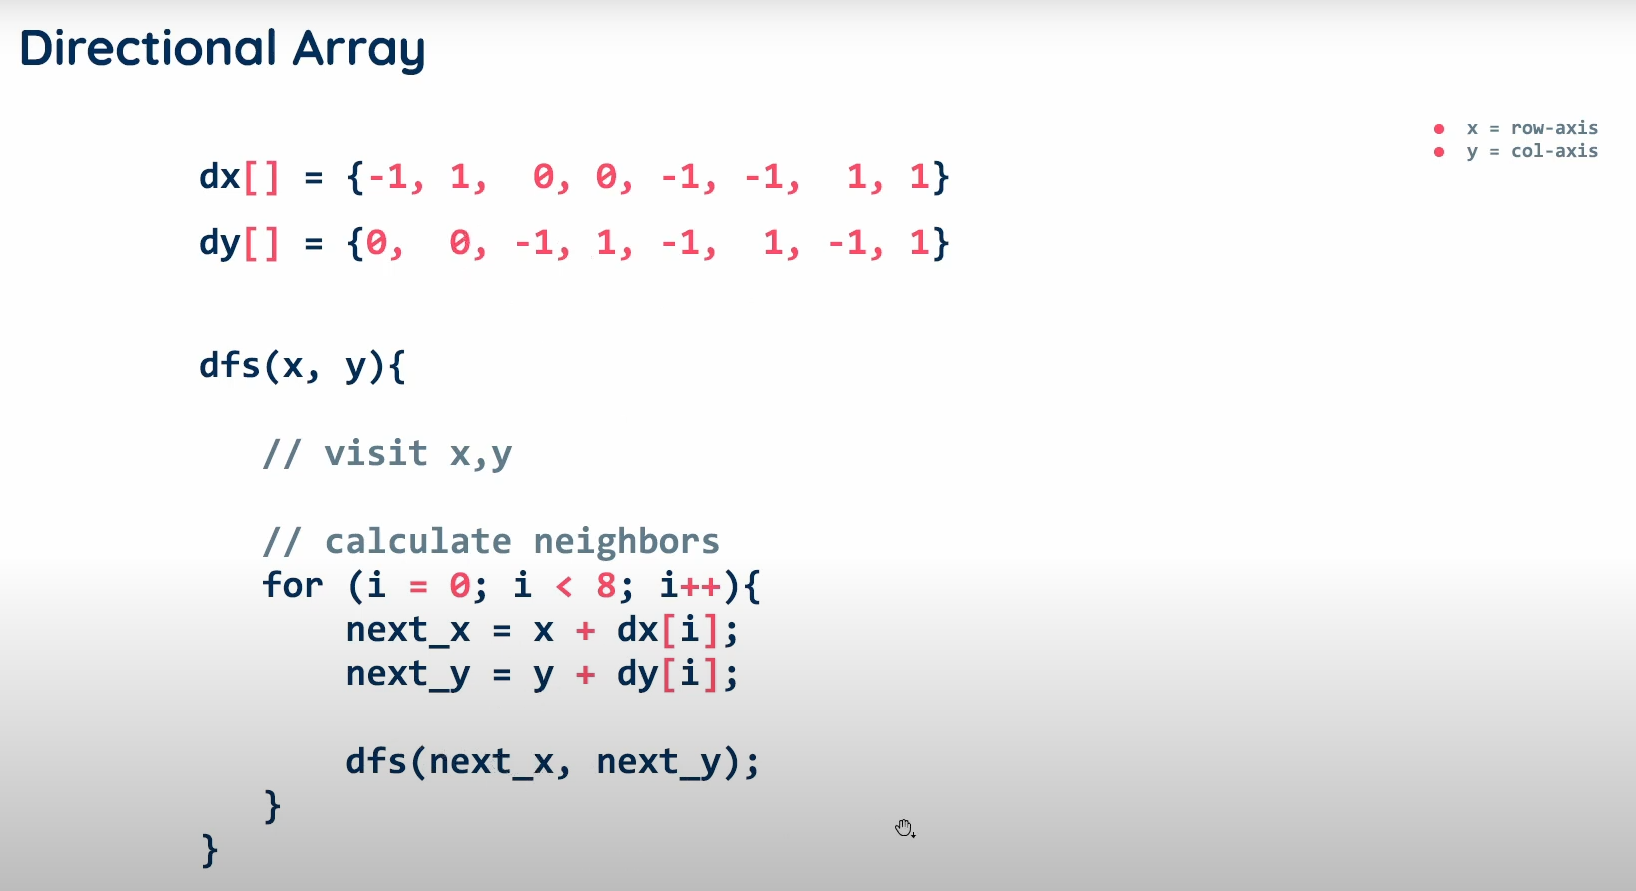 Directional Array
x = row-axis
y = col-axis
dx[] = {-1, 1, 0, 0, -1, -1, 1, 1}
dy[] = {0, 0, -1, 1, -1, 1, -1, 1}
dfs(x, y){
// visit x,y
// calculate neighbors
for (i = 0; i < 8; i++){
next_x = x + dx[i];
next_y = y + dy[i];
dfs(next_x, next_y);
}
}